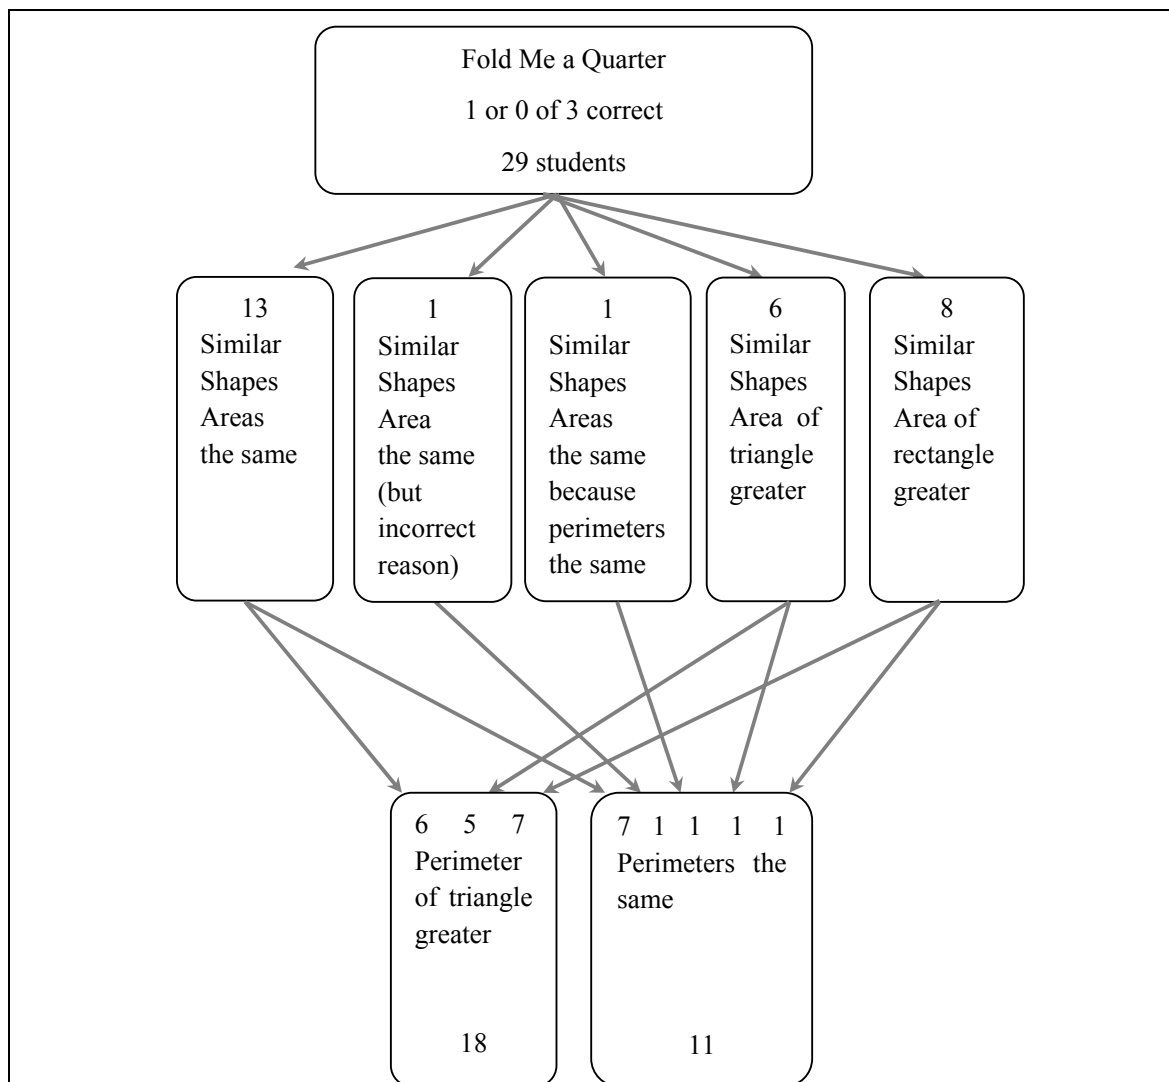 Fold Me a Quarter
1 or 0 of 3 correct
29 students
13
Similar
Shapes
Areas
the same
1
Similar
Shapes
Area
the same
(but
incorrect
reason)
1
Similar
Shapes
Areas
the same
because
perimeters
the same
6
Similar
Shapes
Area of
triangle
greater
8
Similar
Shapes
Area of
rectangle
greater
6 5 7
Perimeter
of triangle
greater
18
7 1 1 1 1
Perimeters the
same
11